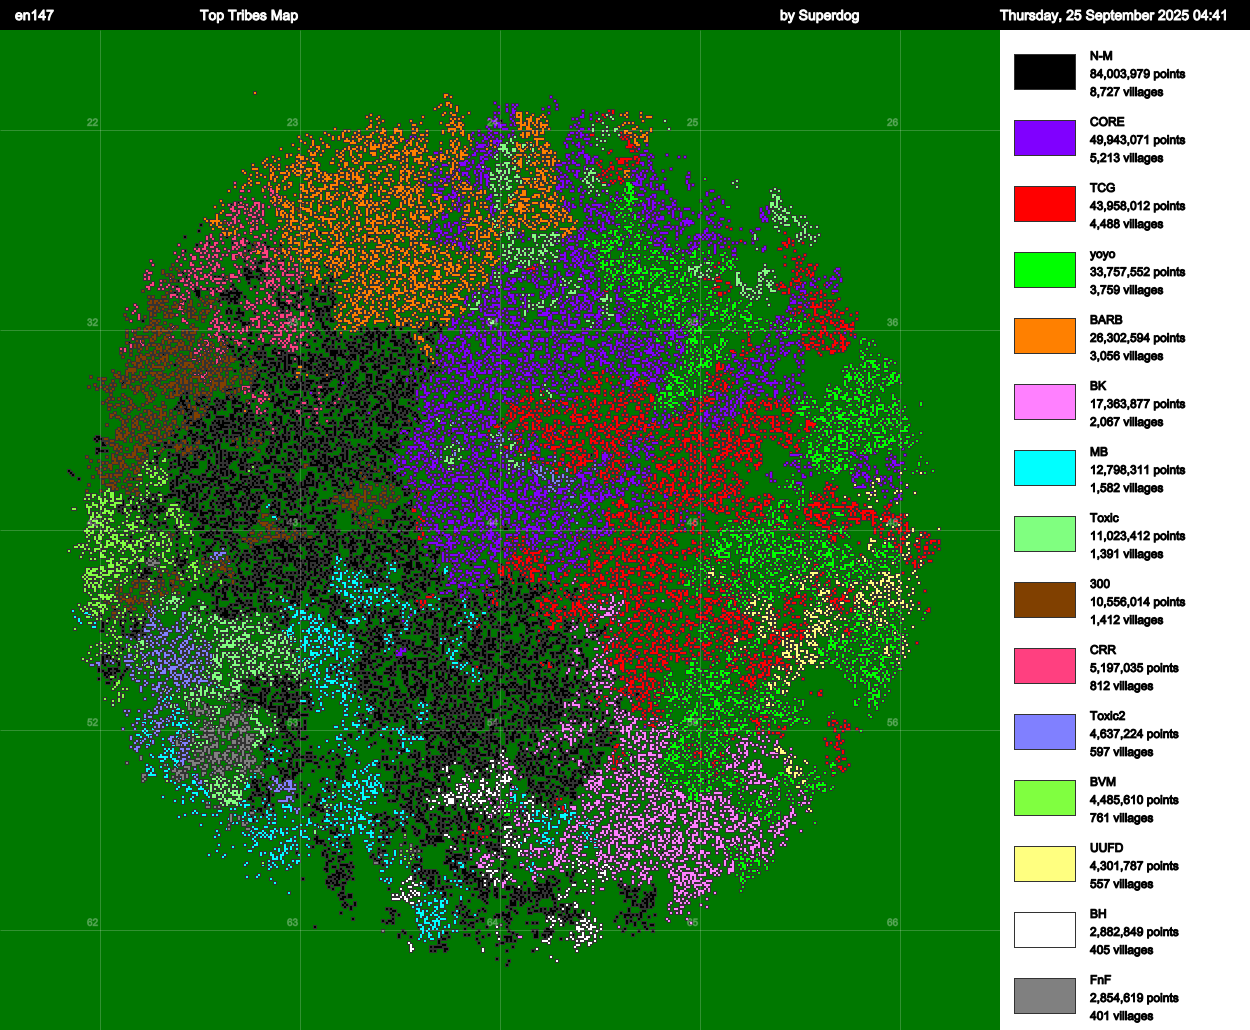 en147 Top Tribes Map by Superdog Thursday, 25 September 2025 04:41
N-M
84,003,979 points
8,727 villages
CORE
49,943,071 points
5,213 villages
TCG
43,958,012 points
4,488 villages
yoyo
33,757,552 points
3,759 villages
BARB
26,302,594 points
3,056 villages
BK
17,363,877 points
2,067 villages
MB
12,798,311 points
1,582 villages
Toxic
11,023,412 points
1,391 villages
300
10,556,014 points
1,412 villages
CRR
5,197,035 points
812 villages
Toxic2
4,637,224 points
597 villages
BVM
4,485,610 points
761 villages
UUFD
4,301,787 points
557 villages
BH
2,882,849 points
405 villages
FnF
2,854,619 points
401 villages
22 23 24 25 26
32 36
43 44 45
52 53 54 56
62 63 64 65 66